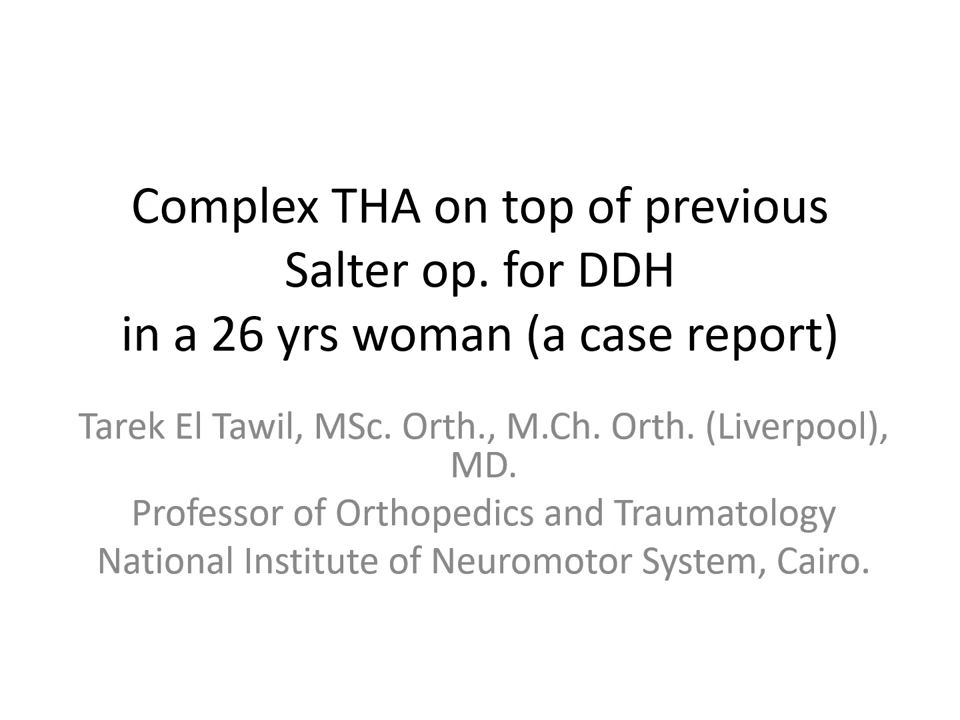 Complex THA on top of previous
Salter op. for DDH
in a 26 yrs woman (a case report)
Tarek El Tawil, MSc. Orth., M.Ch. Orth. (Liverpool),
MD.
Professor of Orthopedics and Traumatology
National Institute of Neuromotor System, Cairo.